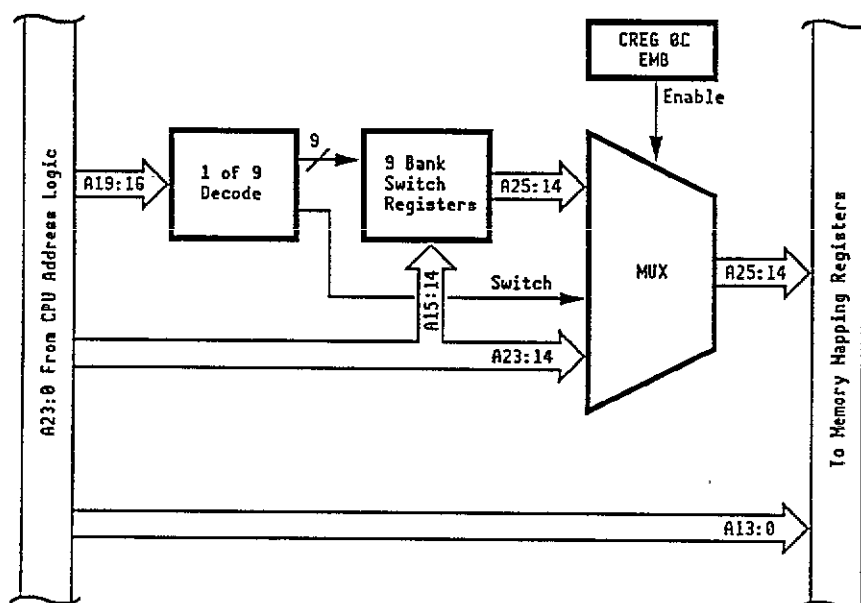 CREG 0C
EMB
Enable
9
1 of 9
Decode
9 Bank
Switch
Registers
A19:16
A25:14
A15:14
Switch
MUX
A25:14
A23:14
A13:0
A23:0 From CPU Address Logic
To Memory Mapping Registers